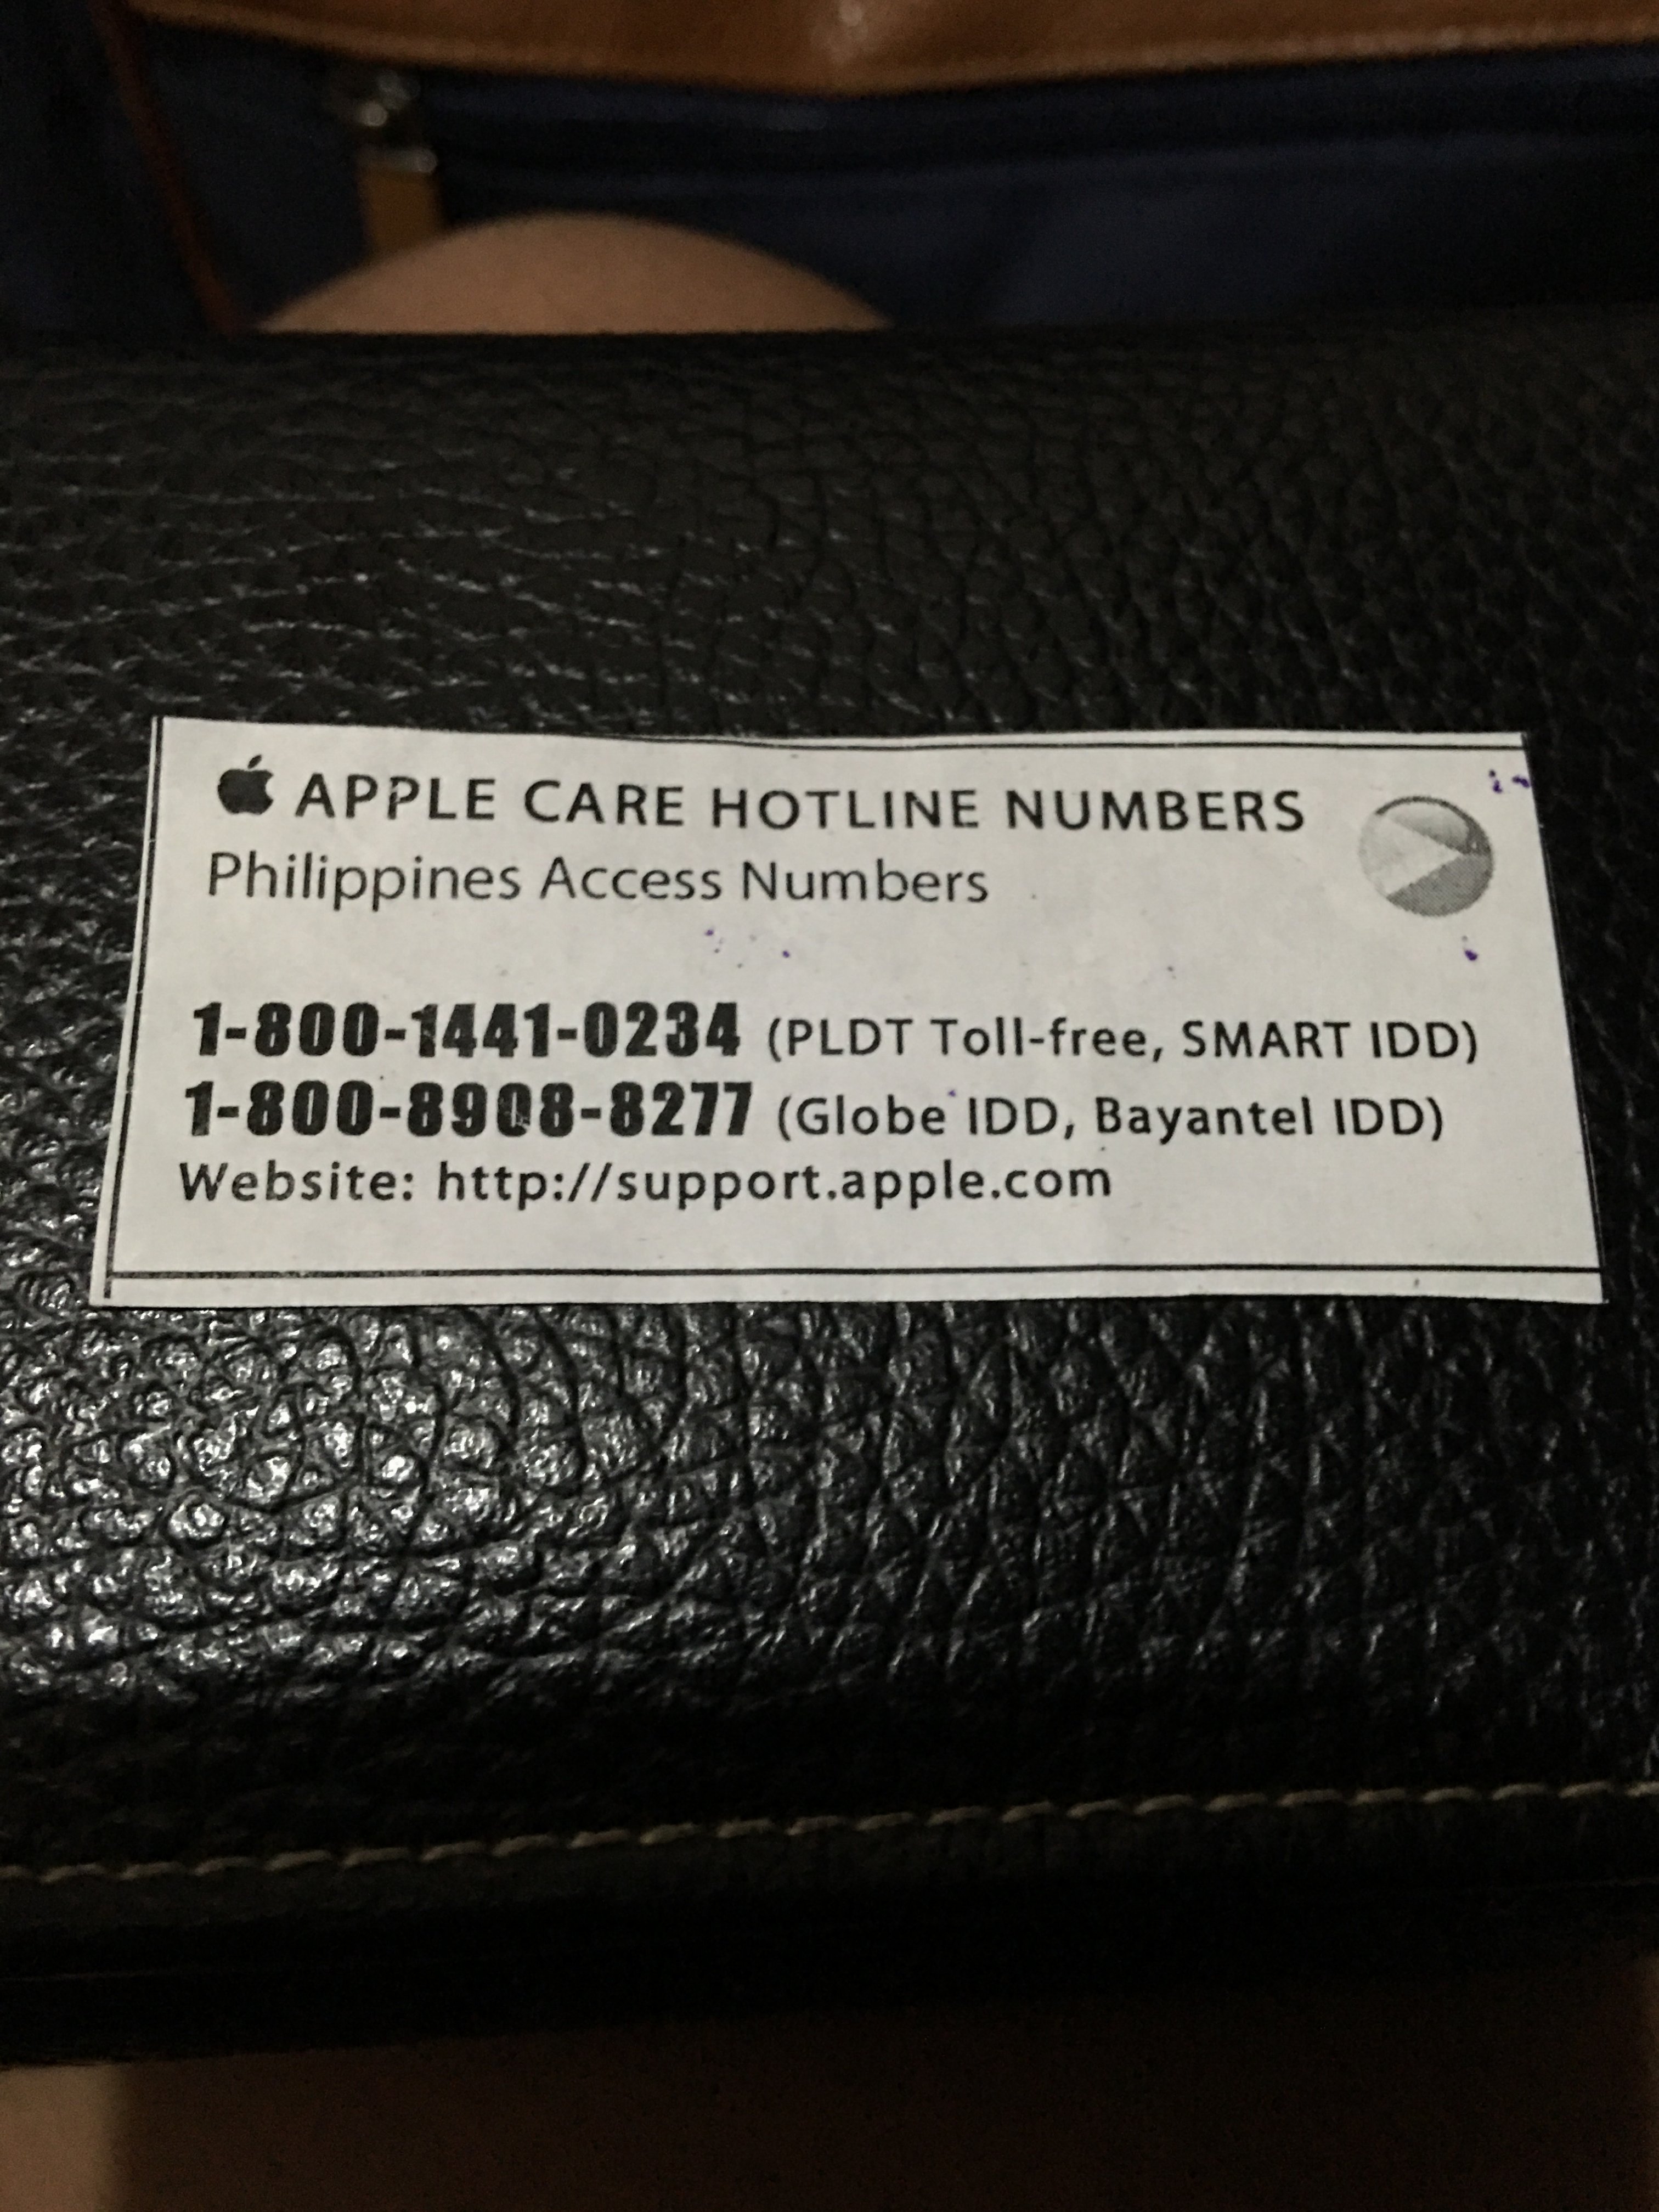 APPLE CARE HOTLINE NUMBERS
Philippines Access Numbers
1-800-1441-0234 (PLDT Toll-free, SMART IDD)
1-800-8908-8277 (Globe IDD, Bayantel IDD)
Website: http://support.apple.com